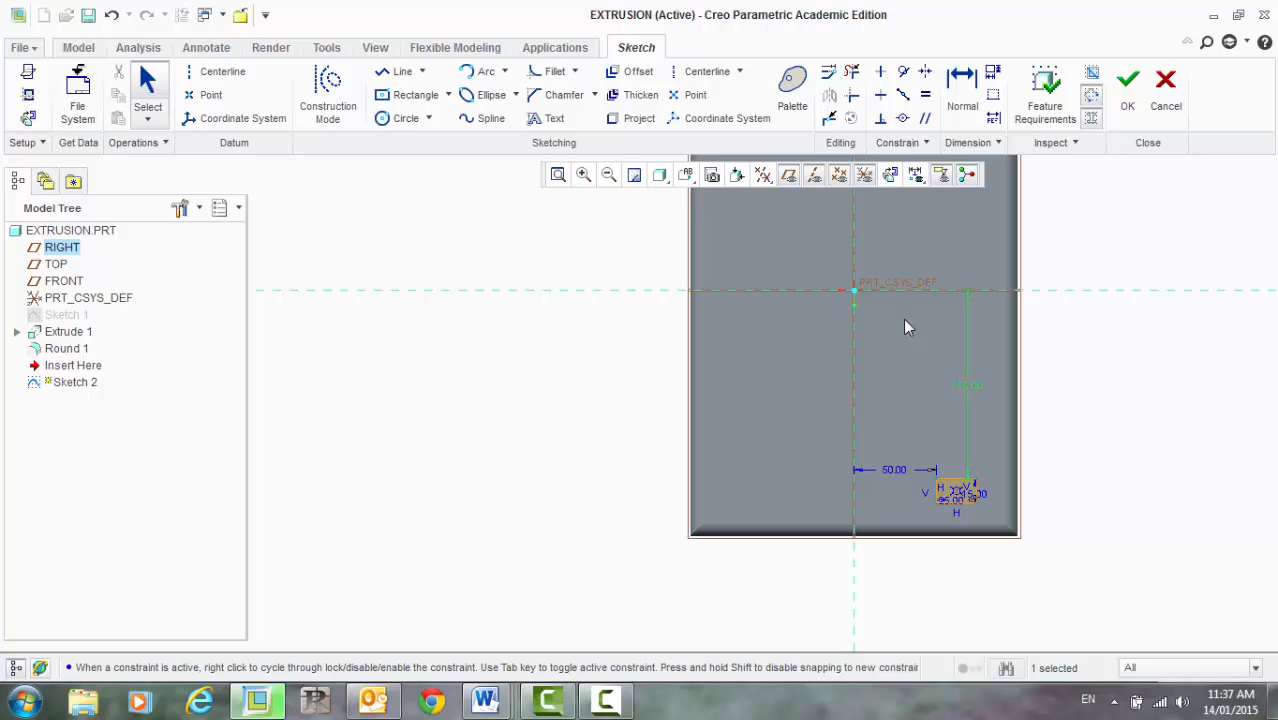 EXTRUSION (Active) - Creo Parametric Academic Edition
File
Model
Analysis
Annotate
Render
Tools
View
Flexible Modeling
Applications
Sketch
File System
Select
Centerline
Point
Coordinate System
Construction Mode
Line
Rectangle
Circle
Arc
Ellipse
Spline
Fillet
Chamfer
Text
Offset
Thicken
Project
Centerline
Point
Coordinate System
Palette
Normal
Feature Requirements
OK
Cancel
Setup
Get Data
Operations
Datum
Sketching
Editing
Constrain
Dimension
Inspect
Close
Model Tree
EXTRUSION.PRT
RIGHT
TOP
FRONT
PRT_CSYS_DEF
Sketch 1
Extrude 1
Round 1
Insert Here
Sketch 2
PRT_CSYS_DEF
50.00
V
H
V
25.00
H
When a constraint is active, right click to cycle through lock/disable/enable the constraint. Use Tab key to toggle active constraint. Press and hold Shift to disable snapping to new constrair
1 selected
All
EN
11:37 AM
14/01/2015